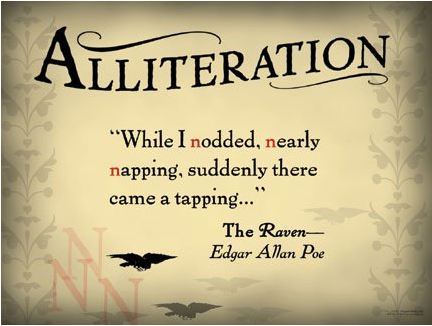 ALLITERATION
“While I nodded, nearly
napping, suddenly there
came a tapping...”
The Raven—
Edgar Allan Poe
N
N
N